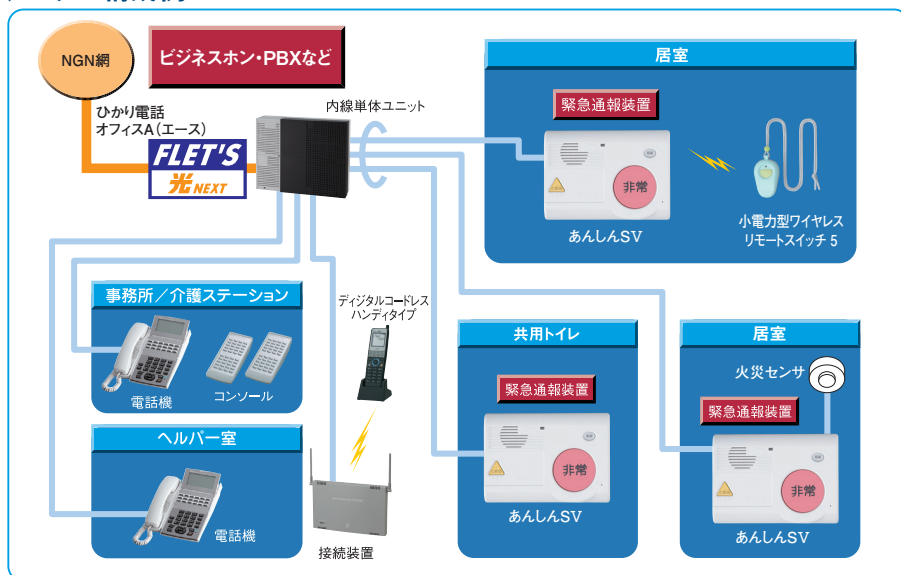 NGN網
ビジネスホン・PBXなど
ひかり電話
オフィスA(エース)
FLET'S
光NEXT
内線単体ユニット
居室
緊急通報装置
非常
あんしんSV
小電力型ワイヤレス
リモートスイッチ 5
事務所/介護ステーション
電話機
コンソール
ディジタルコードレス
ハンディタイプ
ヘルパー室
電話機
接続装置
共用トイレ
緊急通報装置
非常
あんしんSV
居室
火災センサ
緊急通報装置
非常
あんしんSV